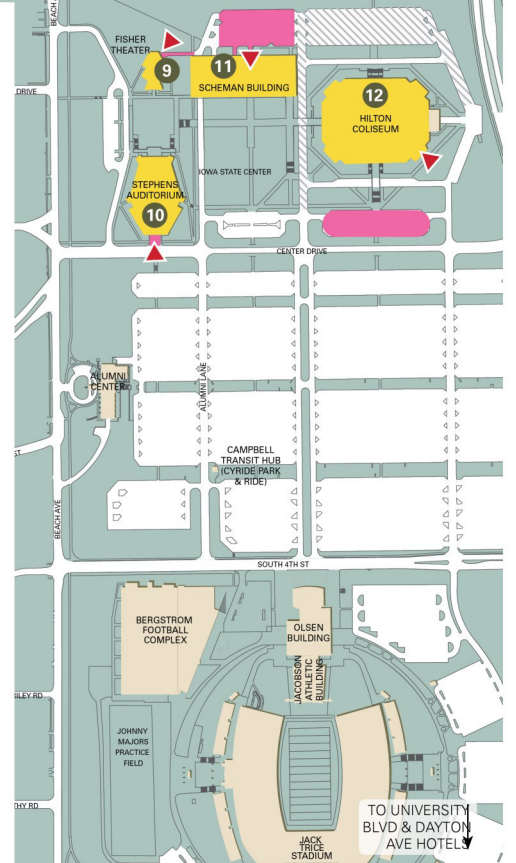 BEACH
FISHER
THEATER
9
11
SCHEMAN BUILDING
12
HILTON
COLISEUM
DRIVE
IOWA STATE CENTER
STEPHENS
AUDITORIUM
10
CENTER DRIVE
ALUMNI
CENTER
ALUMNI LANE
CAMPBELL
TRANSIT HUB
(CYRIDE PARK
& RIDE)
ST
BEACH AVE
SOUTH 4TH ST
BERGSTROM
FOOTBALL
COMPLEX
OLSEN
BUILDING
JACOBSON
ATHLETIC
BUILDING
ILEY RD
JOHNNY
MAJORS
PRACTICE
FIELD
THY RD
TO UNIVERSITY
BLVD & DAYTON
AVE HOTELS
JACK
TRICE
STADIUM